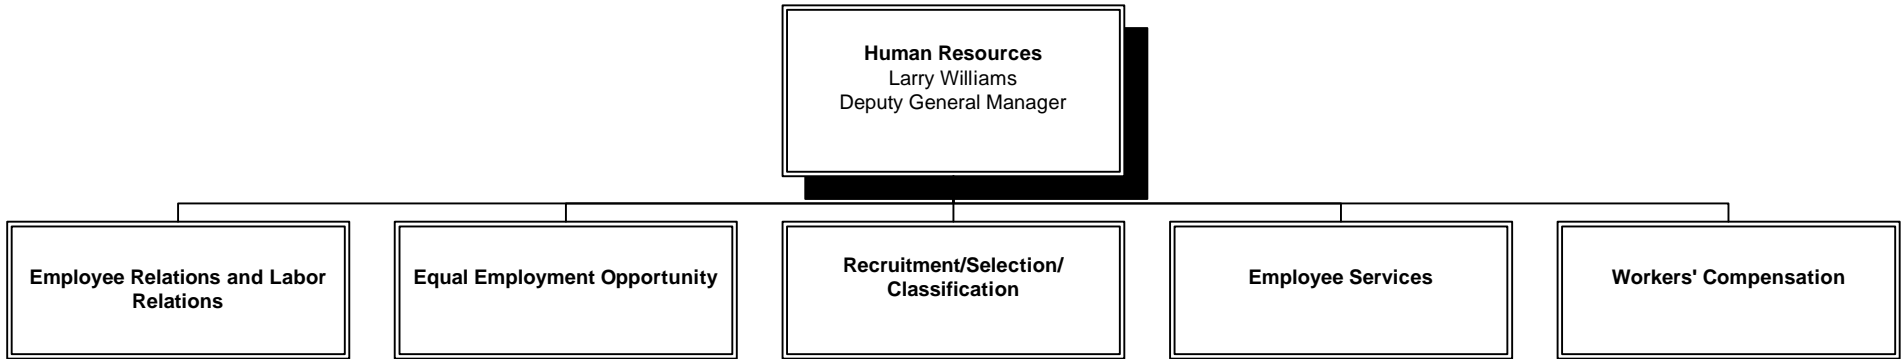 Human Resources
Larry Williams
Deputy General Manager
Employee Relations and Labor
Relations
Equal Employment Opportunity
Recruitment/Selection/
Classification
Employee Services
Workers' Compensation